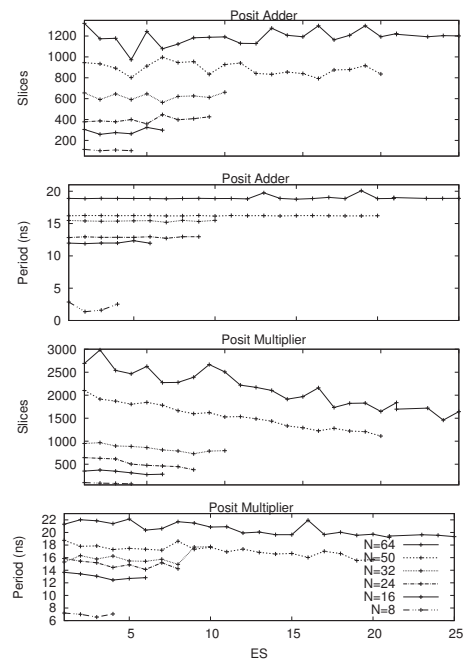 Posit Adder
1200
1000
800
600
400
200
Slices
Posit Adder
20
15
10
5
0
Period (ns)
Posit Multiplier
3000
2500
2000
1500
1000
500
Slices
Posit Multiplier
22
20
18
16
14
12
10
8
6
Period (ns)
N=64
N=50
N=32
N=24
N=16
N=8
5 10 15 20 25
ES